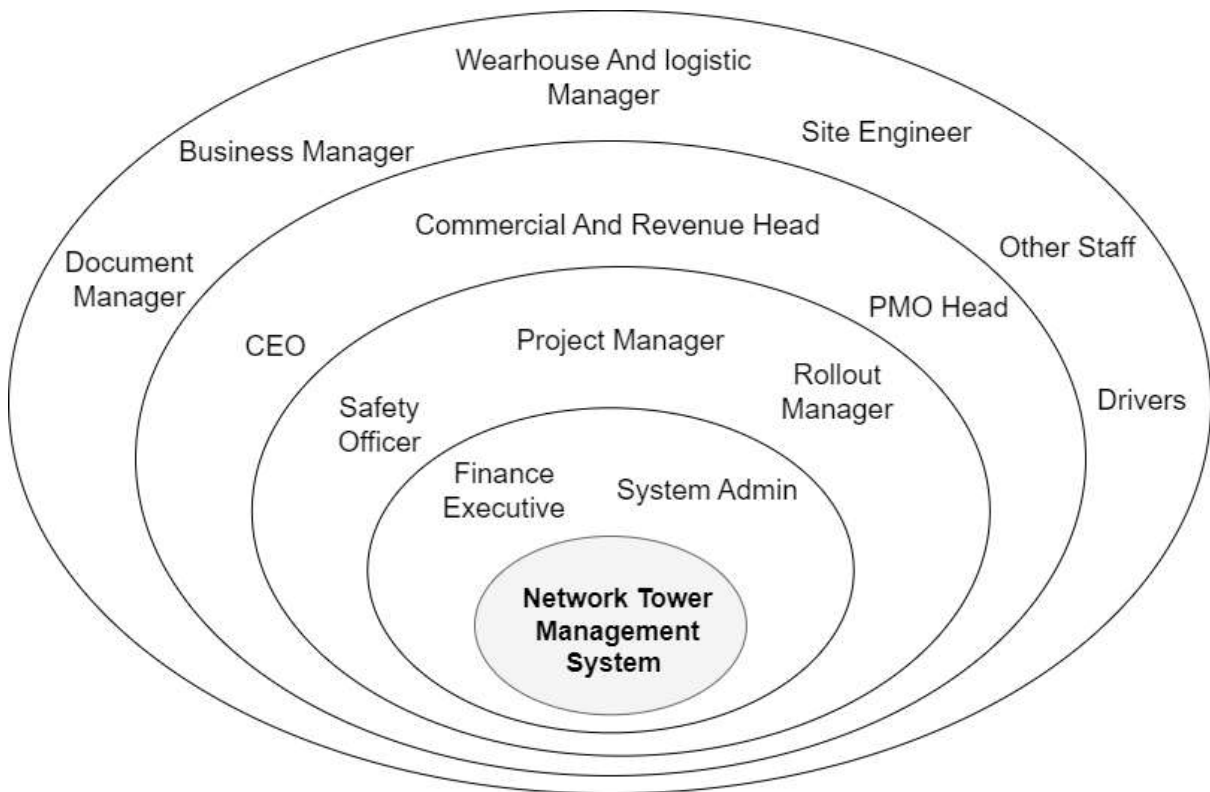 Wearhouse And logistic
Manager
Site Engineer
Business Manager
Commercial And Revenue Head
Other Staff
Document
Manager
PMO Head
CEO
Project Manager
Rollout
Manager
Drivers
Safety
Officer
Finance
Executive
System Admin
Network Tower
Management
System